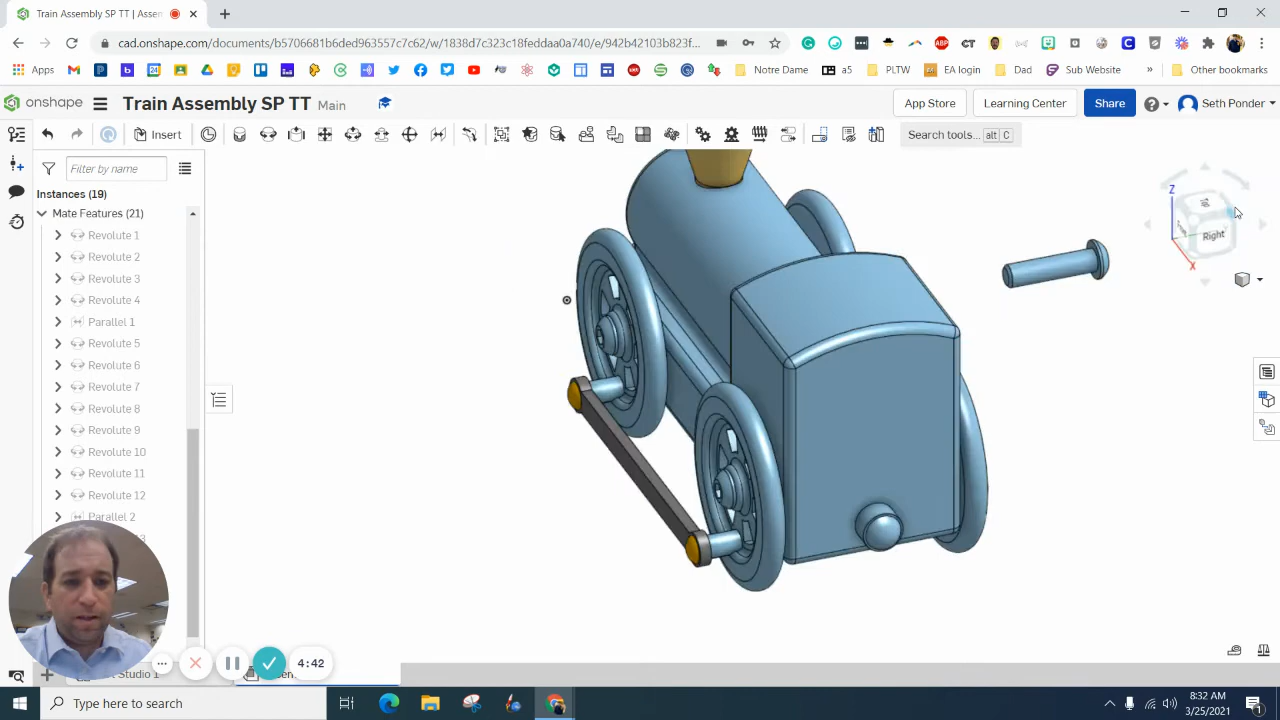 Train Assembly SP TT | Assem
cad.onshape.com/documents/b5706681b6ded963557c7c62/w/1838d7c323c18feddaa0a740/e/942b42103b823f...
Apps
Notre Dame
a5
PLTW
EA login
Dad
Sub Website
»
Other bookmarks
onshape
Train Assembly SP TT
Main
App Store
Learning Center
Share
Seth Ponder
Insert
Search tools...
alt
C
Filter by name
Instances (19)
Mate Features (21)
Revolute 1
Revolute 2
Revolute 3
Revolute 4
Parallel 1
Revolute 5
Revolute 6
Revolute 7
Revolute 8
Revolute 9
Revolute 10
Revolute 11
Revolute 12
Parallel 2
Z
Right
X
4:42
Type here to search
8:32 AM
3/25/2021